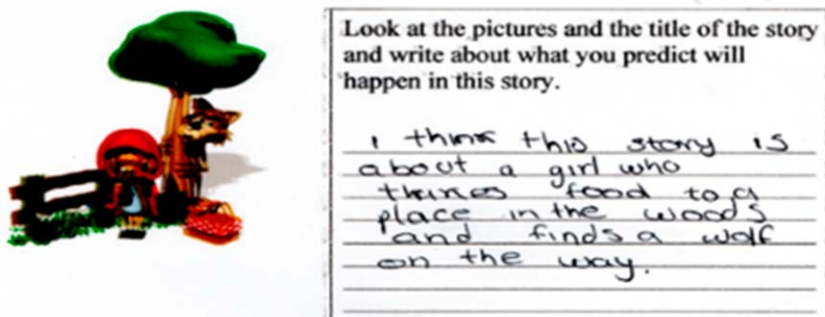 Look at the pictures and the title of the story
and write about what you predict will
happen in this story.
I think this story is
about a girl who
thinkes food to a
place in the woods
and finds a wolf
on the way.